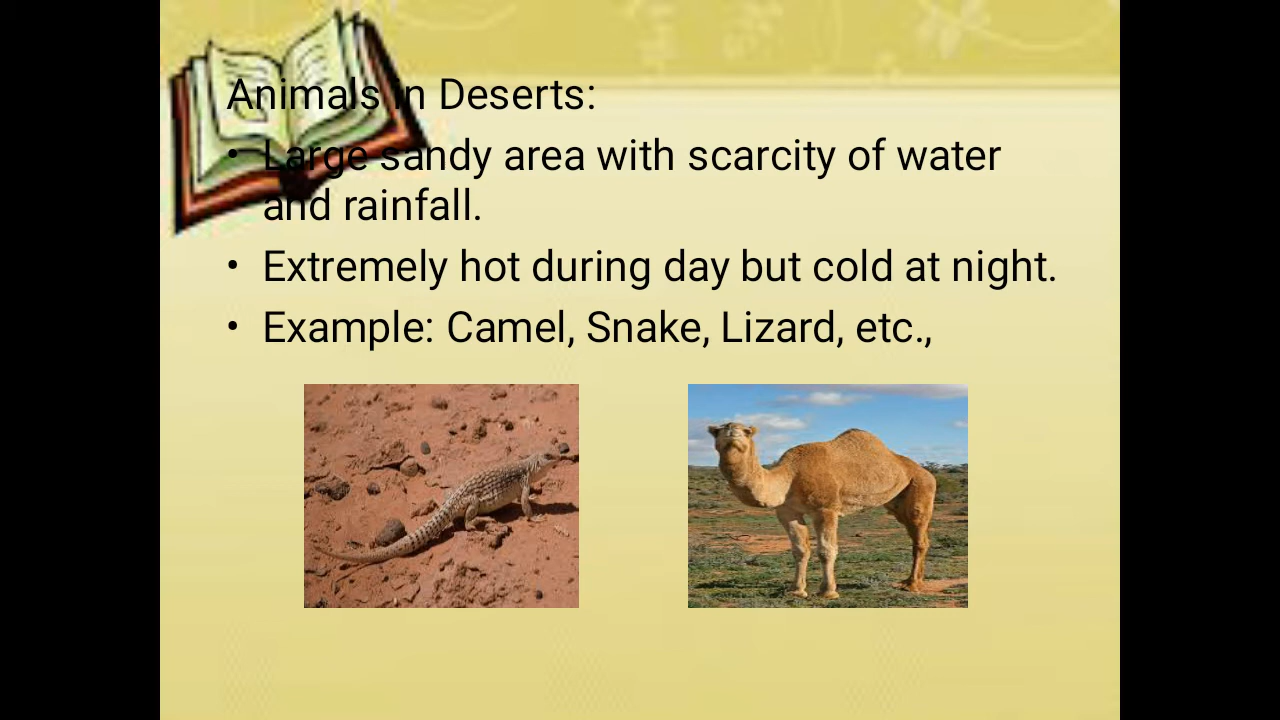 Animals in Deserts:
• Large sandy area with scarcity of water
and rainfall.
• Extremely hot during day but cold at night.
• Example: Camel, Snake, Lizard, etc.,